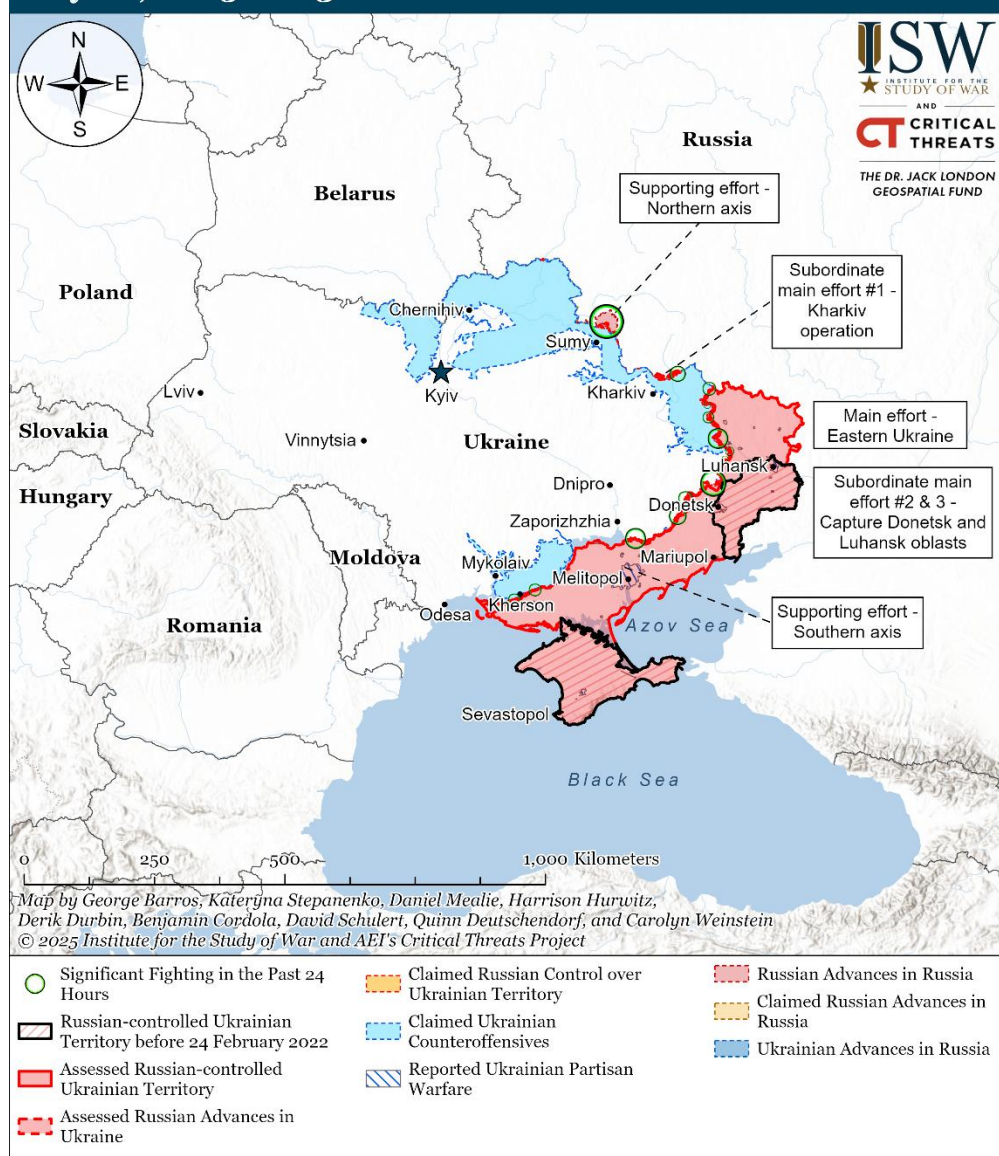 N
W
E
S
ISW
INSTITUTE FOR THE
STUDY OF WAR
AND
CT CRITICAL
THREATS
THE DR. JACK LONDON
GEOSPATIAL FUND
Russia
Belarus
Supporting effort -
Northern axis
Poland
Subordinate
main effort #1 -
Kharkiv
operation
Chernihiv
Sumy
Kyiv
Lviv
Kharkiv
Slovakia
Vinnytsia
Ukraine
Main effort -
Eastern Ukraine
Luhansk
Hungary
Dnipro
Donetsk
Subordinate main
effort #2 & 3 -
Capture Donetsk and
Luhansk oblasts
Zaporizhzhia
Moldova
Mykolaiv
Mariupol
Melitopol
Kherson
Odesa
Romania
Azov Sea
Supporting effort -
Southern axis
Sevastopol
Black Sea
0 250 500 1,000 Kilometers
Map by George Barros, Kateryna Stepanenko, Daniel Mealie, Harrison Hurwitz,
Derik Durbin, Benjamin Cordola, David Schulert, Quinn Deutschendorf, and Carolyn Weinstein
© 2025 Institute for the Study of War and AEI's Critical Threats Project
Significant Fighting in the Past 24
Hours
Russian-controlled Ukrainian
Territory before 24 February 2022
Assessed Russian-controlled
Ukrainian Territory
Assessed Russian Advances in
Ukraine
Claimed Russian Control over
Ukrainian Territory
Claimed Ukrainian
Counteroffensives
Reported Ukrainian Partisan
Warfare
Russian Advances in Russia
Claimed Russian Advances in
Russia
Ukrainian Advances in Russia